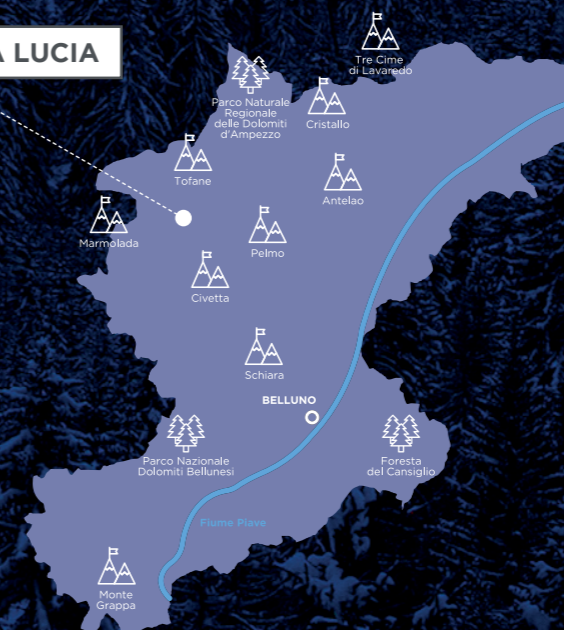 A LUCIA
Tre Cime
di Lavaredo
Parco Naturale
Regionale
delle Dolomiti
d'Ampezzo
Cristallo
Tofane
Antelao
Marmolada
Pelmo
Civetta
Schiara
BELLUNO
Parco Nazionale
Dolomiti Bellunesi
Foresta
del Cansiglio
Fiume Piave
Monte
Grappa